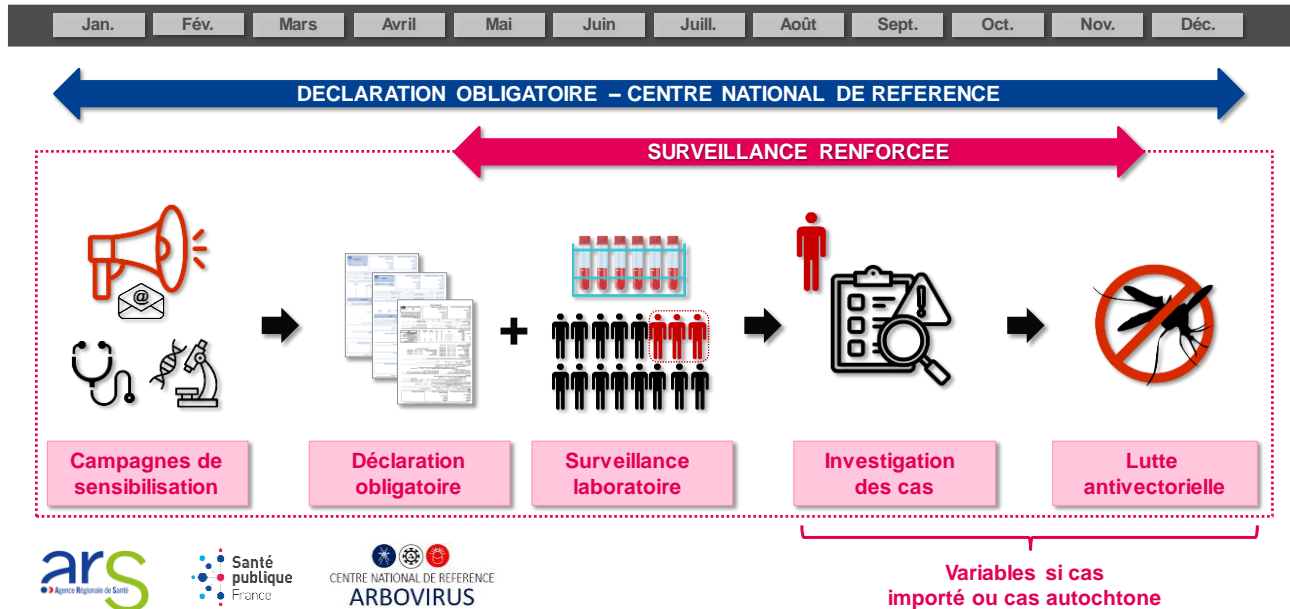 Jan. Fév. Mars Avril Mai Juin Juill. Août Sept. Oct. Nov. Déc.
DECLARATION OBLIGATOIRE – CENTRE NATIONAL DE REFERENCE
SURVEILLANCE RENFORCEE
@
Campagnes de
sensibilisation
Déclaration
obligatoire
Surveillance
laboratoire
Investigation
des cas
Lutte
antivectorielle
ars
Agence Régionale de Santé
Santé
publique
France
CENTRE NATIONAL DE REFERENCE
ARBOVIRUS
Variables si cas
importé ou cas autochtone